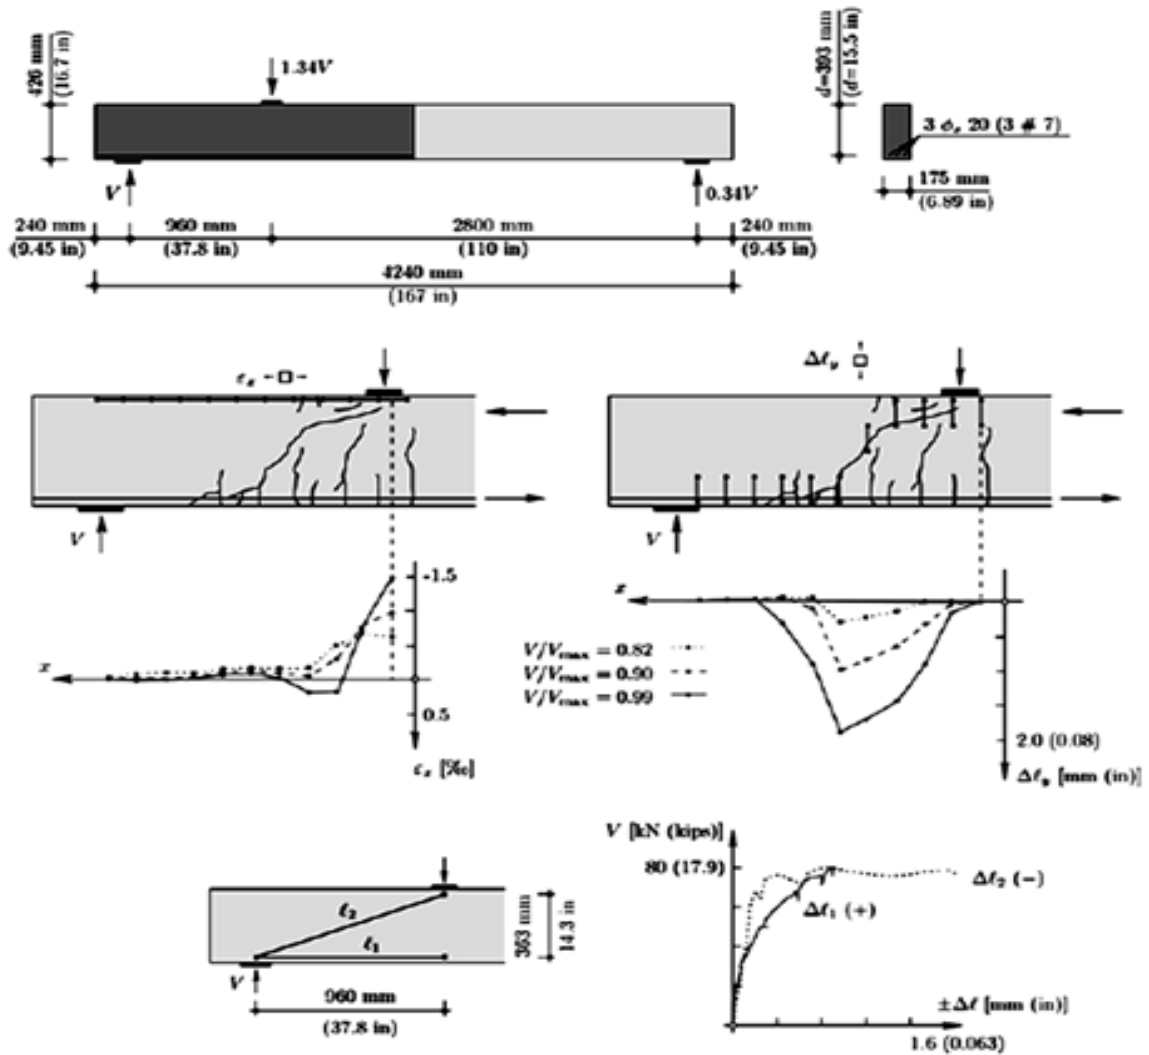 426 mm
(16.7 in)
1.34V
d=393 mm
(d=15.5 in)
3 ϕ, 20 (3 # 7)
V
0.34V
175 mm
(6.89 in)
240 mm
(9.45 in)
960 mm
(37.8 in)
2800 mm
(110 in)
240 mm
(9.45 in)
4240 mm
(167 in)
εx
Δℓy
V
V
-1.5
x
0.5
εx [‰]
x
V/Vmax = 0.82
V/Vmax = 0.90
V/Vmax = 0.99
2.0 (0.08)
Δℓy [mm (in)]
ℓ2
ℓ1
363 mm
14.3 in
V
960 mm
(37.8 in)
V [kN (kips)]
80 (17.9)
Δℓ2 (−)
Δℓ1 (+)
±Δℓ [mm (in)]
1.6 (0.063)